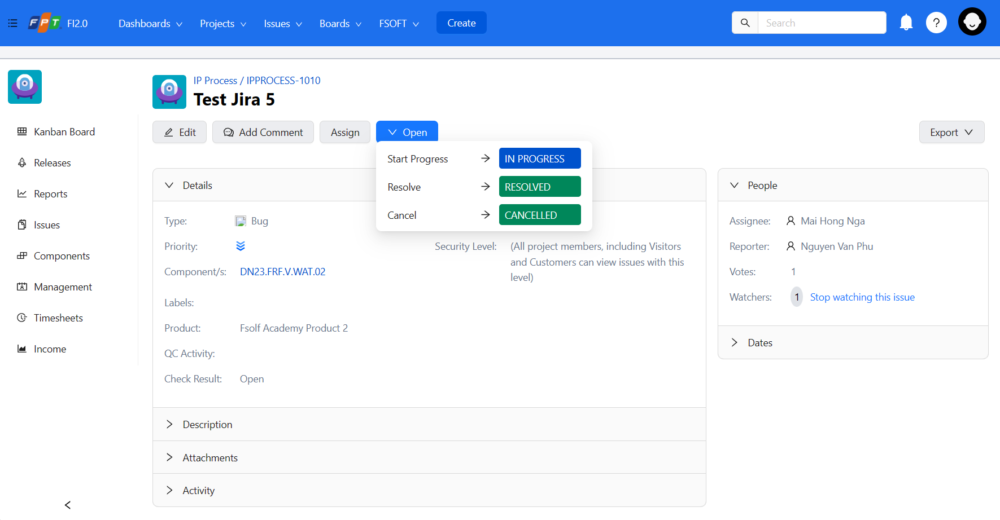 FPT FI2.0 Dashboards Projects Issues Boards FSOFT Create Search ?
IP Process / IPPROCESS-1010
Test Jira 5
Edit Add Comment Assign Open Export
Start Progress → IN PROGRESS
Resolve → RESOLVED
Cancel → CANCELLED
Kanban Board
Releases
Reports
Issues
Components
Management
Timesheets
Income
Details
Type: Bug
Priority:
Security Level: (All project members, including Visitors
and Customers can view issues with this
level)
Component/s: DN23.FRF.V.WAT.02
Labels:
Product: Fsolf Academy Product 2
QC Activity:
Check Result: Open
Description
Attachments
Activity
People
Assignee: Mai Hong Nga
Reporter: Nguyen Van Phu
Votes: 1
Watchers: 1 Stop watching this issue
Dates